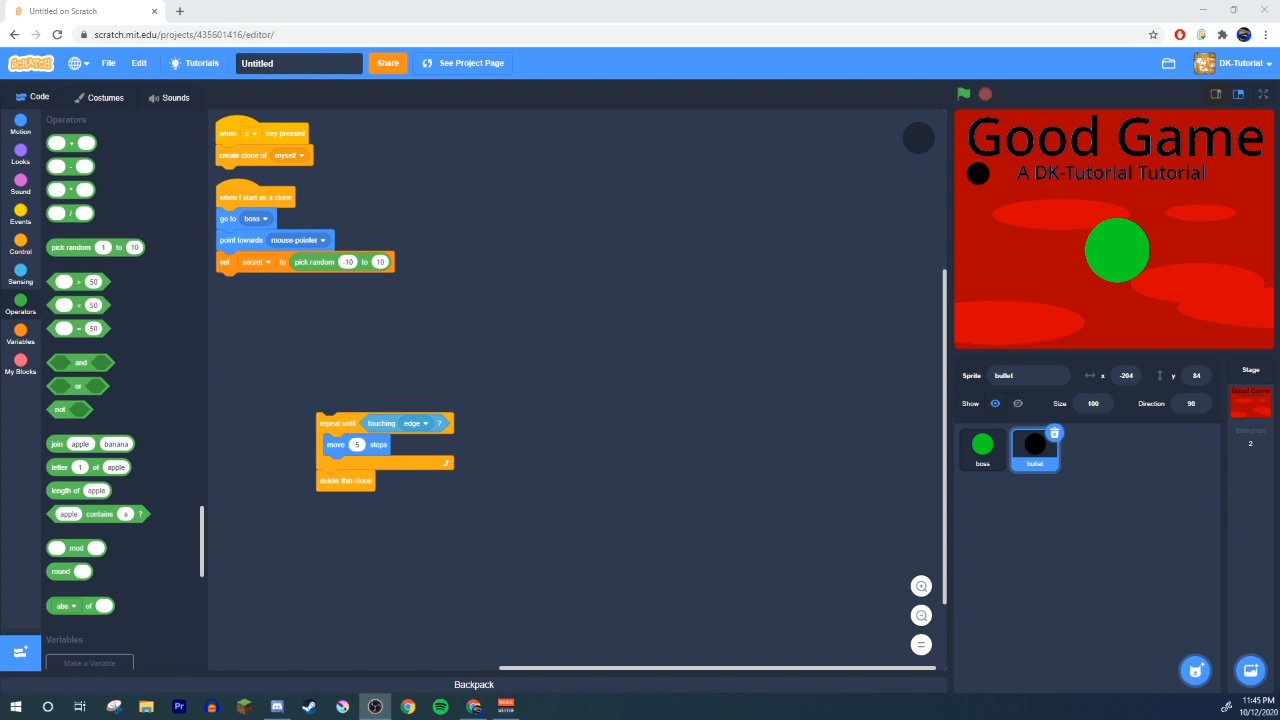 Untitled on Scratch
scratch.mit.edu/projects/435601416/editor/
SCRATCH
File
Edit
Tutorials
Untitled
Share
See Project Page
DK-Tutorial
Code
Costumes
Sounds
Motion
Looks
Sound
Events
Control
Sensing
Operators
Variables
My Blocks
Operators
+
-
*
/
pick random 1 to 10
> 50
< 50
= 50
and
or
not
join apple banana
letter 1 of apple
length of apple
apple contains a ?
mod
round
abs of
Variables
Make a Variable
when z key pressed
create clone of myself
when I start as a clone
go to boss
point towards mouse-pointer
set secret to pick random -10 to 10
repeat until touching edge ?
move 5 steps
delete this clone
Good Game
A DK-Tutorial Tutorial
Sprite bullet x -204 y 84
Show Size 100 Direction 90
boss
bullet
Stage
Good Game
Backdrops
2
Backpack
Pr
11:45 PM
10/12/2020